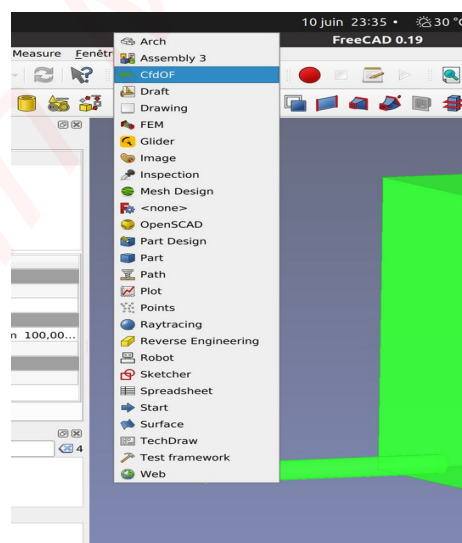 10 juin 23:35 • 30 °
FreeCAD 0.19
Measure Fenêtr
Arch
Assembly 3
CfdOF
Draft
Drawing
FEM
Glider
Image
Inspection
Mesh Design
<none>
OpenSCAD
Part Design
Part
Path
Plot
Points
Raytracing
Reverse Engineering
Robot
Sketcher
Spreadsheet
Start
Surface
TechDraw
Test framework
Web
100,00...
4